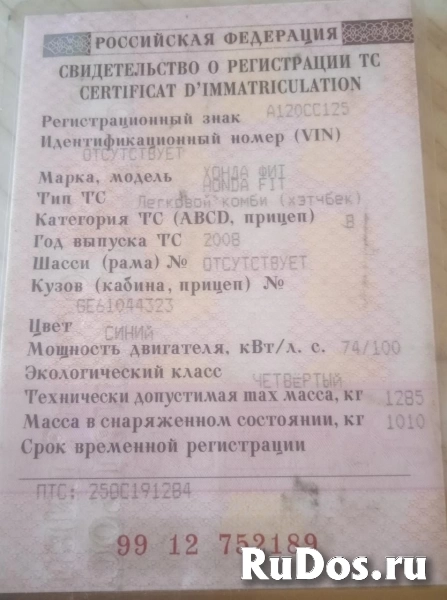 РОССИЙСКАЯ ФЕДЕРАЦИЯ
СВИДЕТЕЛЬСТВО О РЕГИСТРАЦИИ ТС
CERTIFICAT D'IMMATRICULATION
Регистрационный знак А120СС125
Идентификационный номер (VIN)
ОТСУТСТВУЕТ
Марка, модель ХОНДА ФИТ
HONDA FIT
Тип ТС Легковой комби (хэтчбек)
Категория ТС (ABCD, прицеп) В
Год выпуска ТС 2008
Шасси (рама) № ОТСУТСТВУЕТ
Кузов (кабина, прицеп) №
GE61044323
Цвет СИНИЙ
Мощность двигателя, кВт/л. с. 74/100
Экологический класс
ЧЕТВЕРТЫЙ
Технически допустимая max масса, кг 1285
Масса в снаряженном состоянии, кг 1010
Срок временной регистрации
ПТС: 25ОС191284
99 12 752189
RuDos.ru